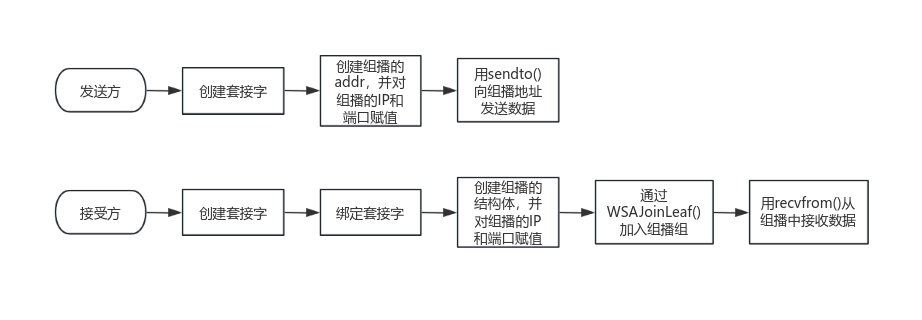 发送方
创建套接字
创建组播的
addr，并对
组播的IP和
端口赋值
用sendto()
向组播地址
发送数据
接受方
创建套接字
绑定套接字
创建组播的
结构体，并
对组播的IP
和端口赋值
通过
WSAJoinLeaf()
加入组播组
用recvfrom()从
组播中接收数据